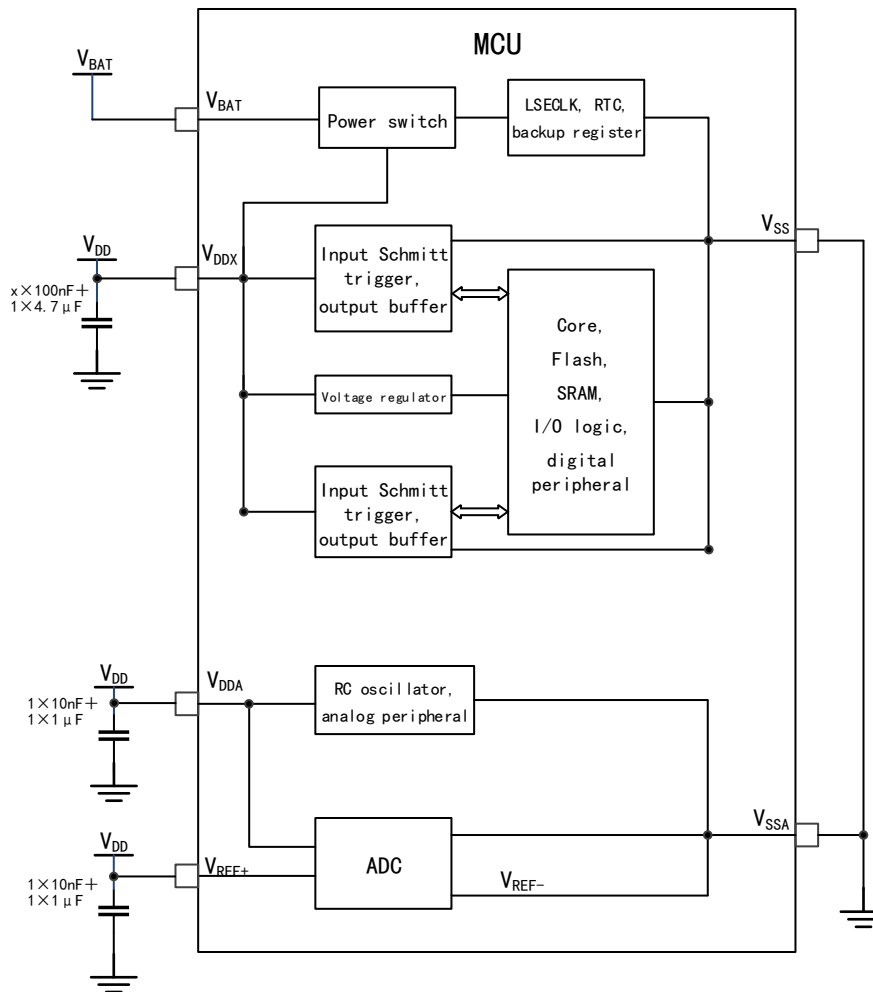 MCU
VBAT
VBAT
Power switch
LSECLK, RTC,
backup register
VDD
VDDX
x×100nF+
1×4.7μF
Input Schmitt
trigger,
output buffer
VSS
Core,
Flash,
SRAM,
I/O logic,
digital
peripheral
Voltage regulator
Input Schmitt
trigger,
output buffer
VDD
VDDA
1×10nF+
1×1μF
RC oscillator,
analog peripheral
VDD
VREF+
1×10nF+
1×1μF
ADC
VREF-
VSSA